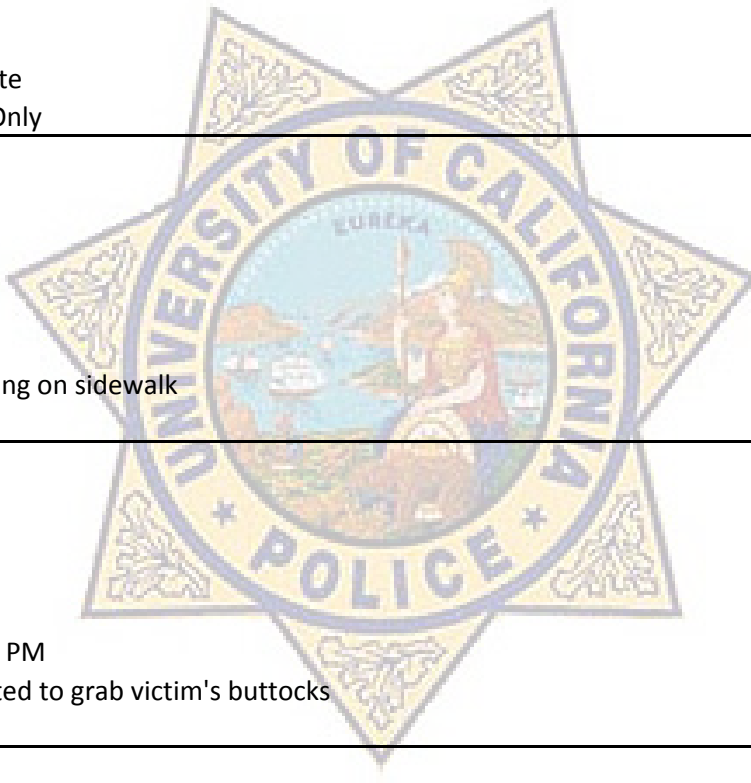 te
Only
UNIVERSITY OF CALIFORNIA
EUREKA
ng on sidewalk
POLICE
PM
ted to grab victim's buttocks